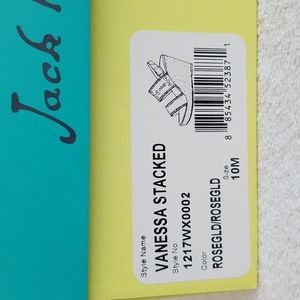 Jack
Style Name
VANESSA STACKED
Style No
1217WX0002
Color
ROSEGLD/ROSEGLD
Size
10M
8 85434 52387 1